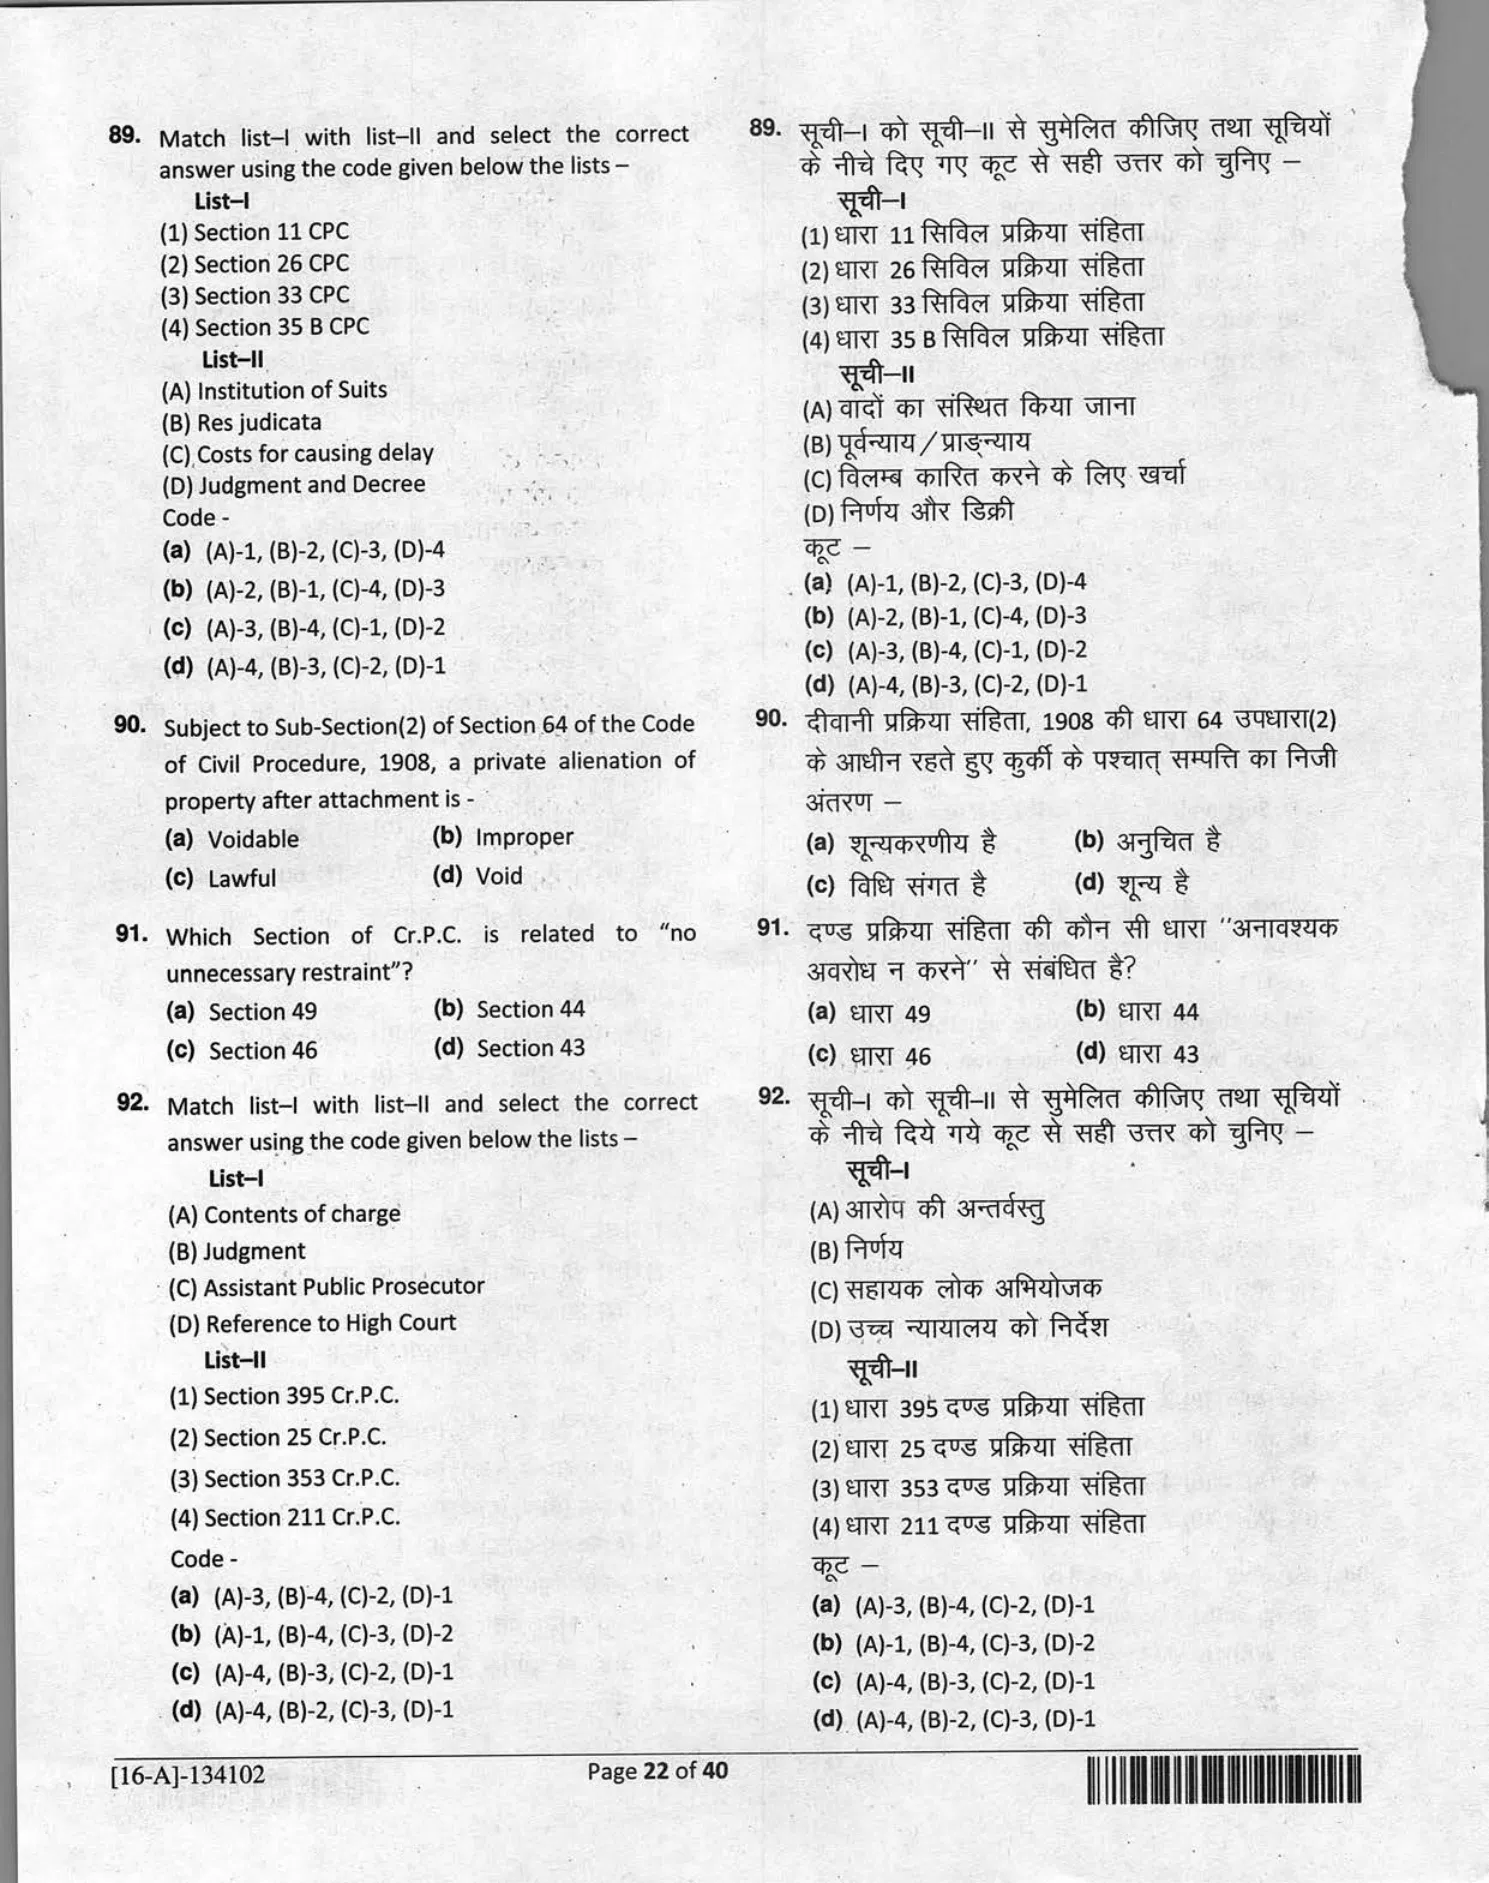 89. Match list–I with list–II and select the correct
answer using the code given below the lists –
List–I
(1) Section 11 CPC
(2) Section 26 CPC
(3) Section 33 CPC
(4) Section 35 B CPC
List–II
(A) Institution of Suits
(B) Res judicata
(C) Costs for causing delay
(D) Judgment and Decree
Code -
(a) (A)-1, (B)-2, (C)-3, (D)-4
(b) (A)-2, (B)-1, (C)-4, (D)-3
(c) (A)-3, (B)-4, (C)-1, (D)-2
(d) (A)-4, (B)-3, (C)-2, (D)-1
90. Subject to Sub-Section(2) of Section 64 of the Code
of Civil Procedure, 1908, a private alienation of
property after attachment is -
(a) Voidable (b) Improper
(c) Lawful (d) Void
91. Which Section of Cr.P.C. is related to “no
unnecessary restraint”?
(a) Section 49 (b) Section 44
(c) Section 46 (d) Section 43
92. Match list–I with list–II and select the correct
answer using the code given below the lists –
List–I
(A) Contents of charge
(B) Judgment
(C) Assistant Public Prosecutor
(D) Reference to High Court
List–II
(1) Section 395 Cr.P.C.
(2) Section 25 Cr.P.C.
(3) Section 353 Cr.P.C.
(4) Section 211 Cr.P.C.
Code -
(a) (A)-3, (B)-4, (C)-2, (D)-1
(b) (A)-1, (B)-4, (C)-3, (D)-2
(c) (A)-4, (B)-3, (C)-2, (D)-1
(d) (A)-4, (B)-2, (C)-3, (D)-1
89. सूची–I को सूची–II से सुमेलित कीजिए तथा सूचियों
के नीचे दिए गए कूट से सही उत्तर को चुनिए –
सूची–I
(1) धारा 11 सिविल प्रक्रिया संहिता
(2) धारा 26 सिविल प्रक्रिया संहिता
(3) धारा 33 सिविल प्रक्रिया संहिता
(4) धारा 35 B सिविल प्रक्रिया संहिता
सूची–II
(A) वादों का संस्थित किया जाना
(B) पूर्वन्याय / प्राङ्न्याय
(C) विलम्ब कारित करने के लिए खर्चा
(D) निर्णय और डिक्री
कूट –
(a) (A)-1, (B)-2, (C)-3, (D)-4
(b) (A)-2, (B)-1, (C)-4, (D)-3
(c) (A)-3, (B)-4, (C)-1, (D)-2
(d) (A)-4, (B)-3, (C)-2, (D)-1
90. दीवानी प्रक्रिया संहिता, 1908 की धारा 64 उपधारा(2)
के आधीन रहते हुए कुर्की के पश्चात् सम्पत्ति का निजी
अंतरण –
(a) शून्यकरणीय है (b) अनुचित है
(c) विधि संगत है (d) शून्य है
91. दण्ड प्रक्रिया संहिता की कौन सी धारा ''अनावश्यक
अवरोध न करने'' से संबंधित है?
(a) धारा 49 (b) धारा 44
(c) धारा 46 (d) धारा 43
92. सूची–I को सूची–II से सुमेलित कीजिए तथा सूचियों
के नीचे दिये गये कूट से सही उत्तर को चुनिए –
सूची–I
(A) आरोप की अन्तर्वस्तु
(B) निर्णय
(C) सहायक लोक अभियोजक
(D) उच्च न्यायालय को निर्देश
सूची–II
(1) धारा 395 दण्ड प्रक्रिया संहिता
(2) धारा 25 दण्ड प्रक्रिया संहिता
(3) धारा 353 दण्ड प्रक्रिया संहिता
(4) धारा 211 दण्ड प्रक्रिया संहिता
कूट –
(a) (A)-3, (B)-4, (C)-2, (D)-1
(b) (A)-1, (B)-4, (C)-3, (D)-2
(c) (A)-4, (B)-3, (C)-2, (D)-1
(d) (A)-4, (B)-2, (C)-3, (D)-1
[16-A]-134102 Page 22 of 40